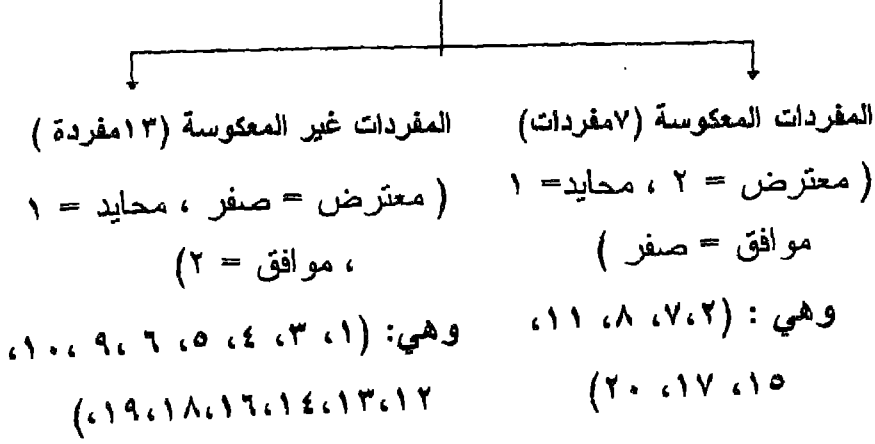 المفردات المعكوسة (٧مفردات)
( معترض = ٢ ، محايد= ١
موافق = صفر )
وهي : (٧،٢، ٨، ١١،
١٥، ١٧، ٢٠)
المفردات غير المعكوسة (١٣مفردة )
( معترض = صفر ، محايد = ١
، موافق = ٢)
وهي: (١، ٣، ٤، ٥، ٦ ،٩ ،١٠،
١٢،١٣،١٤،١٦،١٨،١٩،)